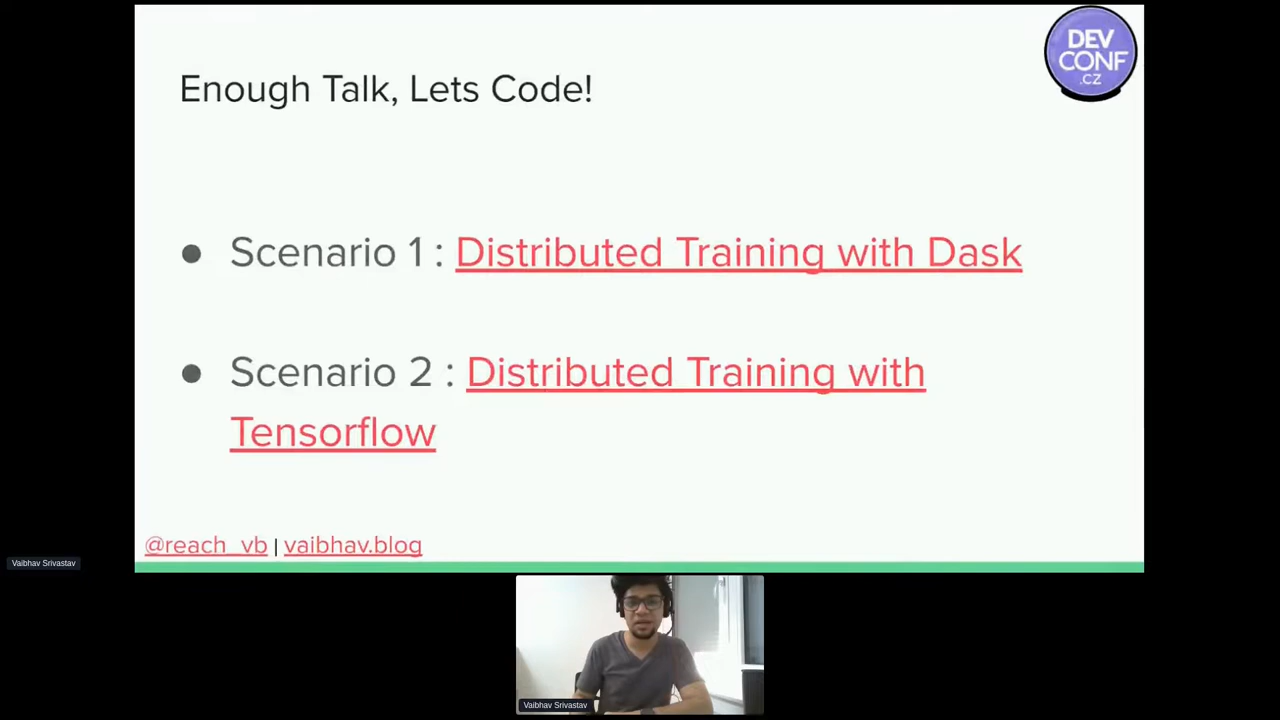 DEV
CONF
.CZ
Enough Talk, Lets Code!
● Scenario 1 : Distributed Training with Dask
● Scenario 2 : Distributed Training with
Tensorflow
@reach_vb | vaibhav.blog
Vaibhav Srivastav
Vaibhav Srivastav